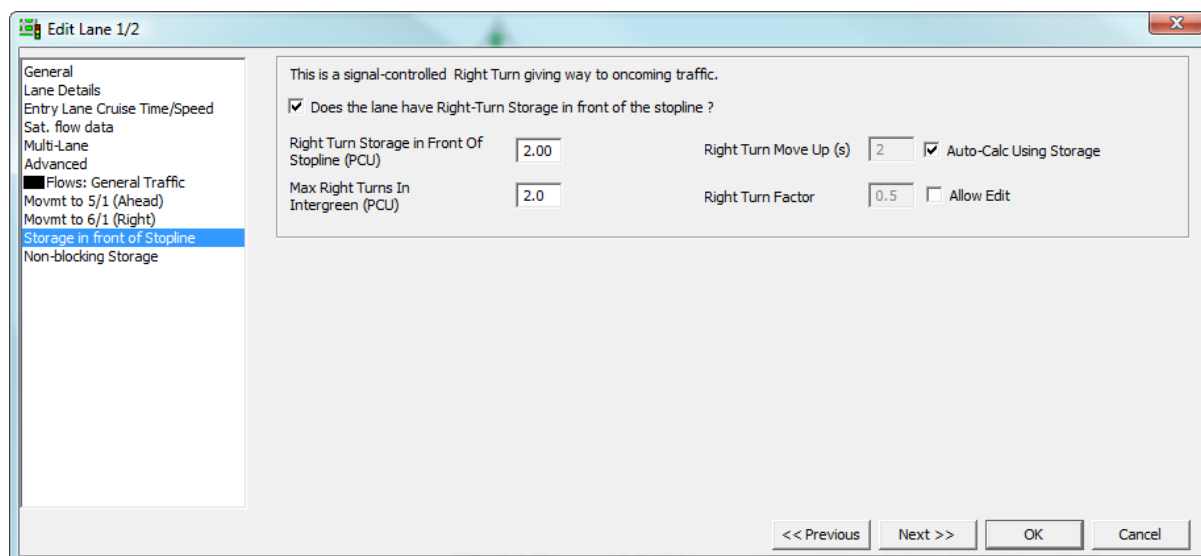 Edit Lane 1/2
General
Lane Details
Entry Lane Cruise Time/Speed
Sat. flow data
Multi-Lane
Advanced
Flows: General Traffic
Movmt to 5/1 (Ahead)
Movmt to 6/1 (Right)
Storage in front of Stopline
Non-blocking Storage
This is a signal-controlled Right Turn giving way to oncoming traffic.
Does the lane have Right-Turn Storage in front of the stopline ?
Right Turn Storage in Front Of
Stopline (PCU)
2.00
Right Turn Move Up (s)
2
Auto-Calc Using Storage
Max Right Turns In
Intergreen (PCU)
2.0
Right Turn Factor
0.5
Allow Edit
<< Previous
Next >>
OK
Cancel